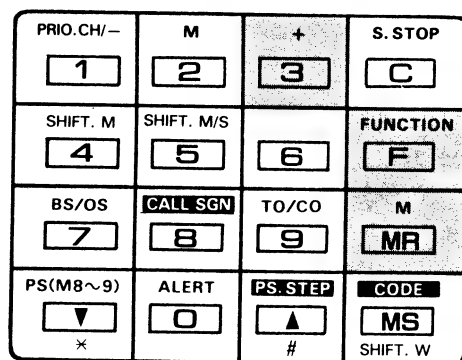 PRIO.CH/− M + S.STOP
1 2 3 C
SHIFT. M SHIFT. M/S FUNCTION
4 5 6 F
BS/OS CALL SGN TO/CO M
7 8 9 MR
PS(M8~9) ALERT PS.STEP CODE
▼ 0 ▲ MS
* # SHIFT. W